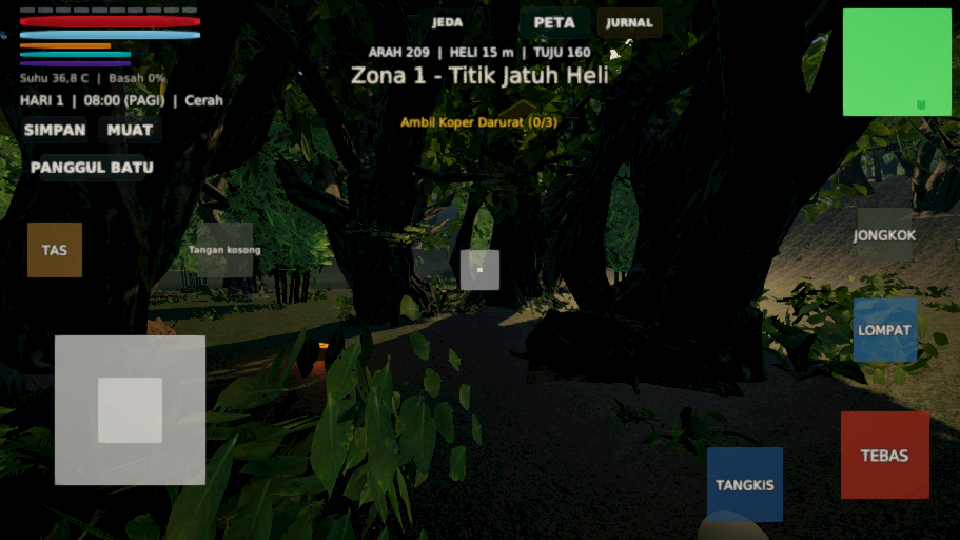 JEDA
PETA
JURNAL
ARAH 209 | HELI 15 m | TUJU 160
Zona 1 - Titik Jatuh Heli
Ambil Koper Darurat (0/3)
Suhu 36,8 C | Basah 0%
HARI 1 | 08:00 (PAGI) | Cerah
SIMPAN
MUAT
PANGGUL BATU
TAS
Tangan kosong
U
JONGKOK
LOMPAT
TEBAS
TANGKIS